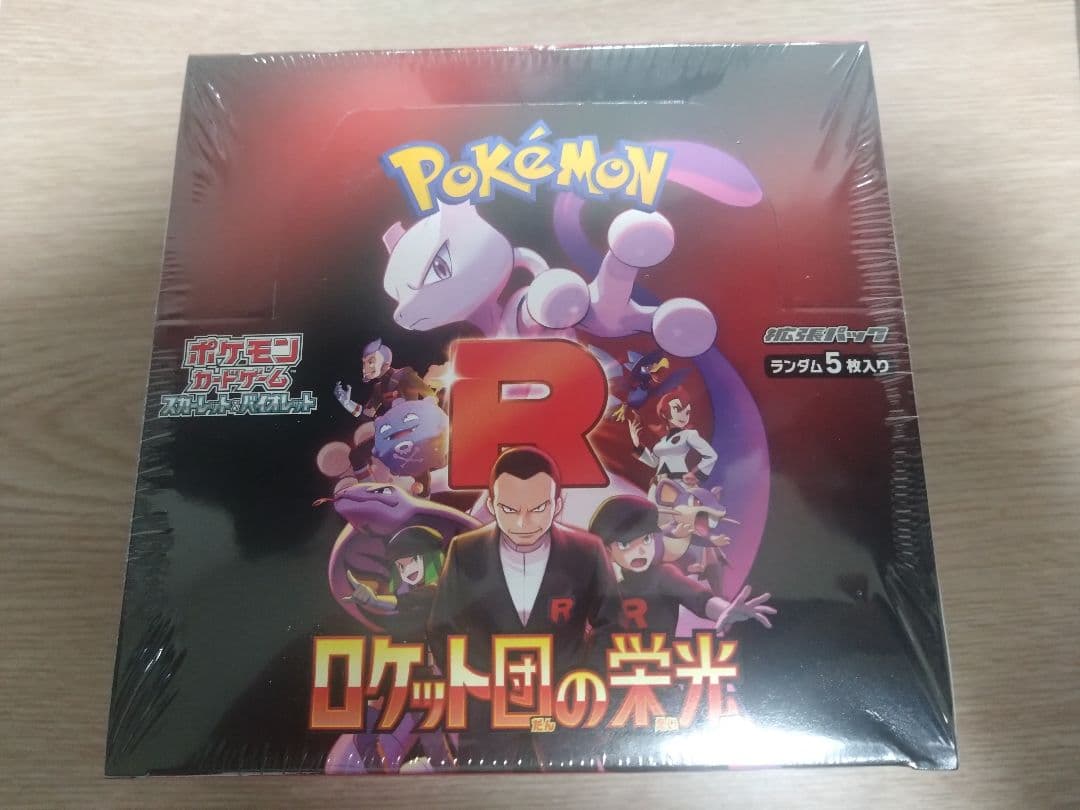 POKéMON
ポケモン
カードゲーム
スカーレット&バイオレット
拡張パック
ランダム5枚入り
R
R
R
ロケット団の栄光
だん